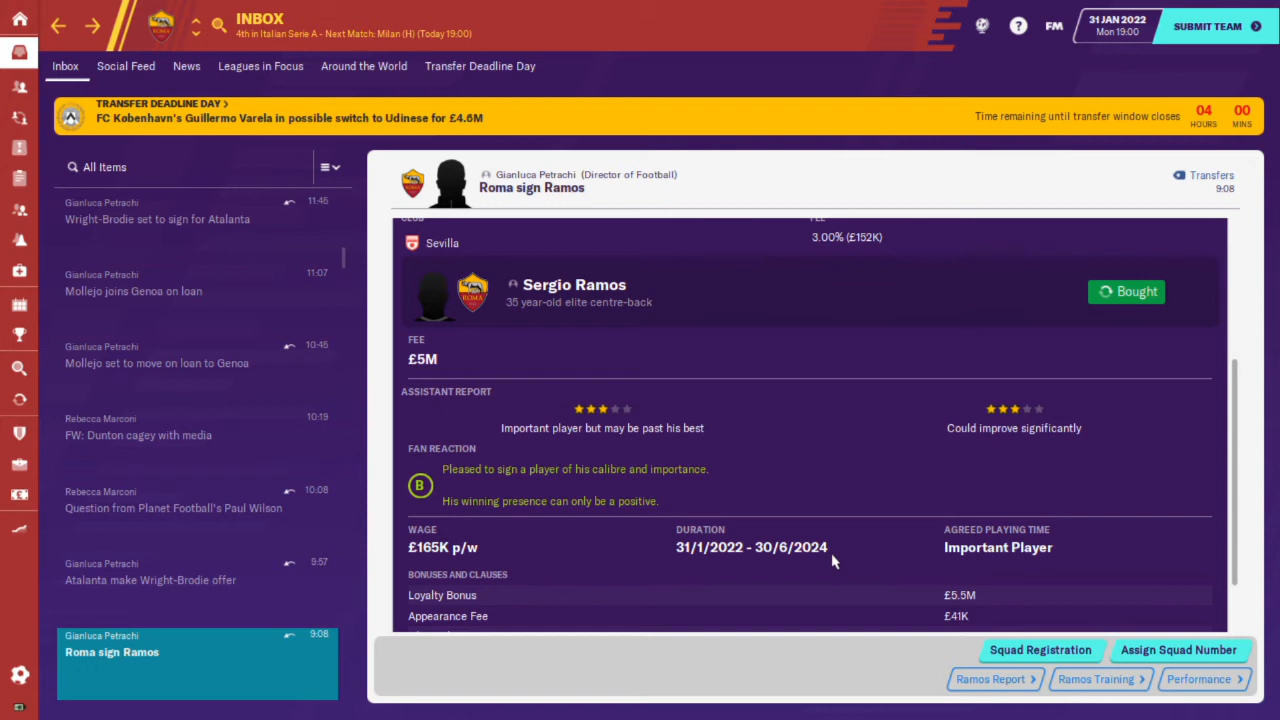 INBOX
4th in Italian Serie A - Next Match: Milan (H) (Today 19:00)
?
FM
31 JAN 2022
Mon 19:00
SUBMIT TEAM
Inbox
Social Feed
News
Leagues in Focus
Around the World
Transfer Deadline Day
TRANSFER DEADLINE DAY >
FC København's Guillermo Varela in possible switch to Udinese for £4.6M
Time remaining until transfer window closes
04
HOURS
00
MINS
All Items
Gianluca Petrachi
11:45
Wright-Brodie set to sign for Atalanta
Gianluca Petrachi
11:07
Mollejo joins Genoa on loan
Gianluca Petrachi
10:45
Mollejo set to move on loan to Genoa
Rebecca Marconi
10:19
FW: Dunton cagey with media
Rebecca Marconi
10:08
Question from Planet Football's Paul Wilson
Gianluca Petrachi
9:57
Atalanta make Wright-Brodie offer
Gianluca Petrachi
9:08
Roma sign Ramos
Gianluca Petrachi (Director of Football)
Roma sign Ramos
Transfers
9:08
CLUB
FEE
Sevilla
3.00% (£152K)
ROMA
Sergio Ramos
35 year-old elite centre-back
Bought
FEE
£5M
ASSISTANT REPORT
Important player but may be past his best
Could improve significantly
FAN REACTION
B
Pleased to sign a player of his calibre and importance.
His winning presence can only be a positive.
WAGE
£165K p/w
DURATION
31/1/2022 - 30/6/2024
AGREED PLAYING TIME
Important Player
BONUSES AND CLAUSES
Loyalty Bonus
£5.5M
Appearance Fee
£41K
Squad Registration
Assign Squad Number
Ramos Report >
Ramos Training >
Performance >